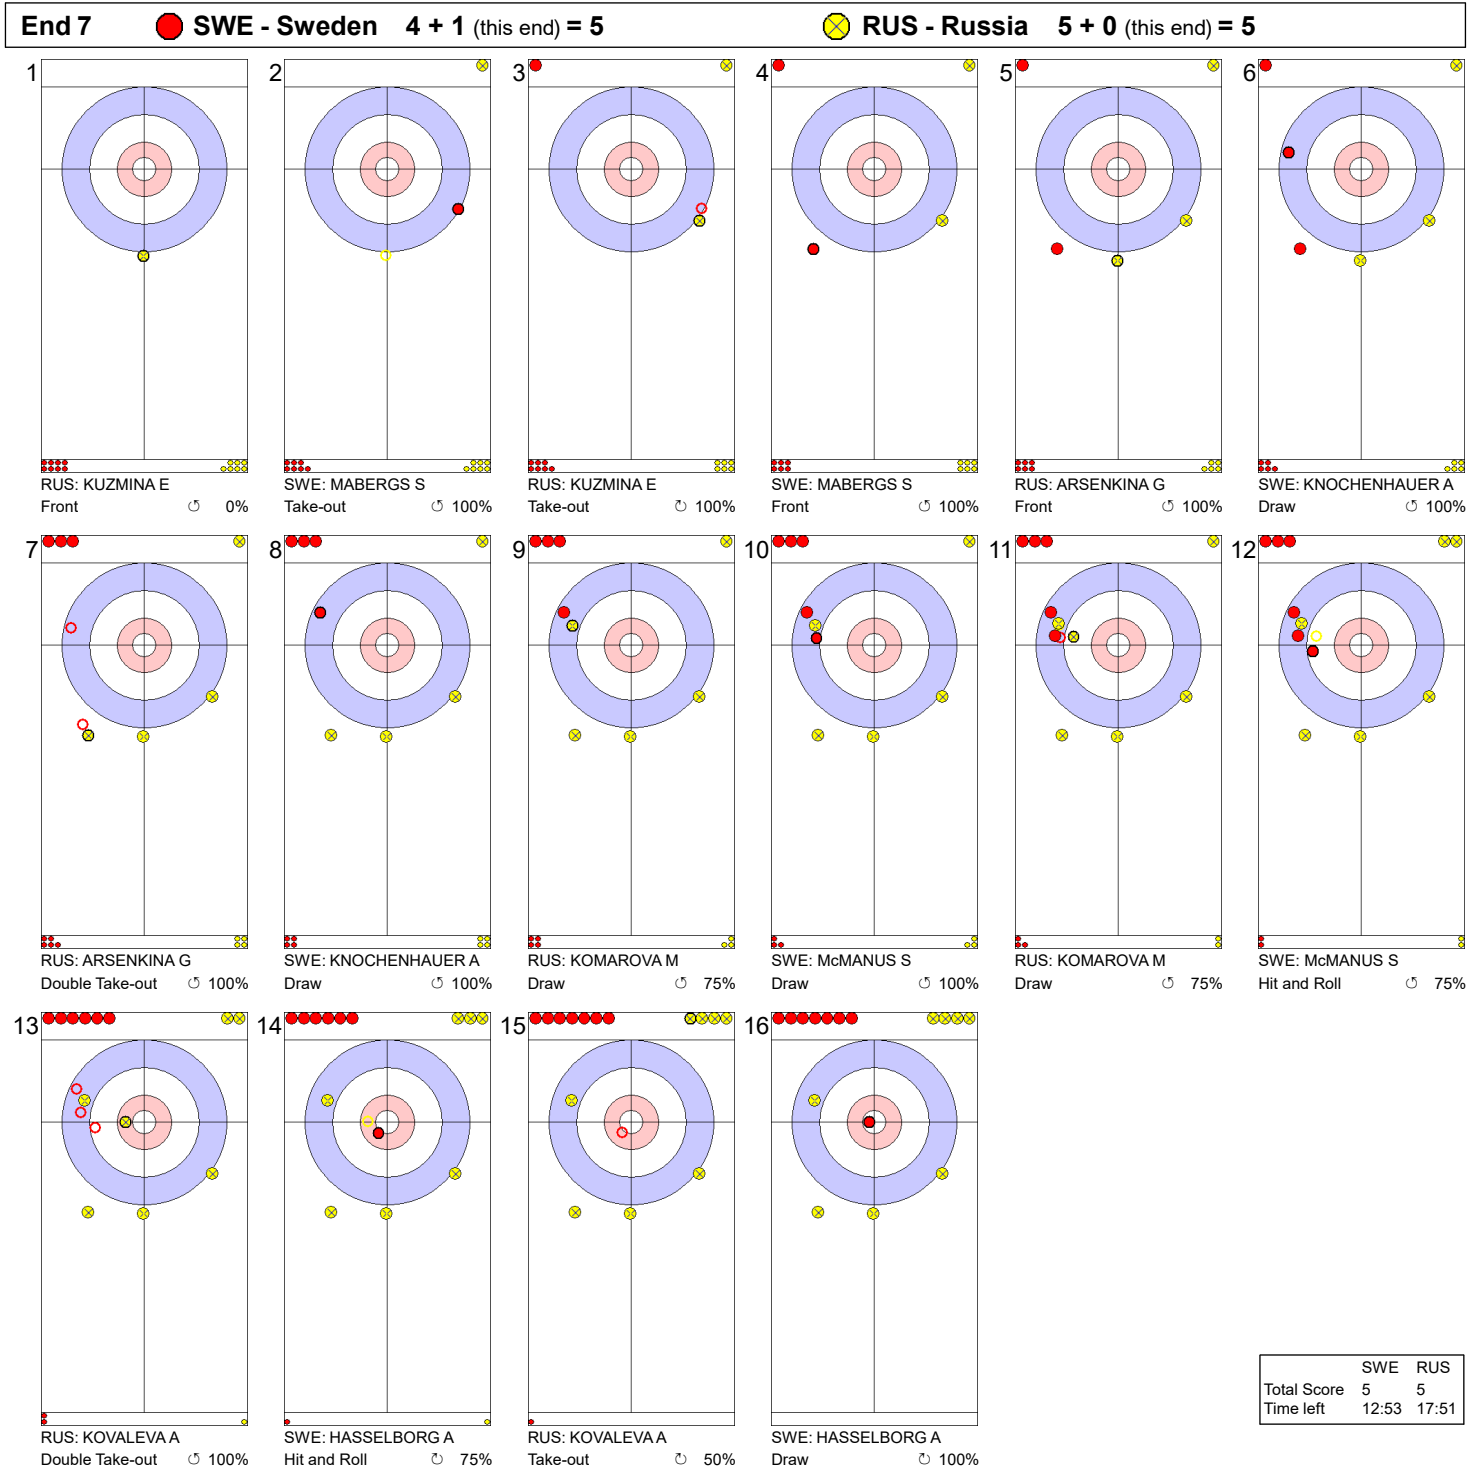 End 7 SWE - Sweden 4 + 1 (this end) = 5 RUS - Russia 5 + 0 (this end) = 5
1 2 3 4 5 6
RUS: KUZMINA E SWE: MABERGS S RUS: KUZMINA E SWE: MABERGS S RUS: ARSENKINA G SWE: KNOCHENHAUER A
Front ↺ 0% Take-out ↺ 100% Take-out ↻ 100% Front ↺ 100% Front ↺ 100% Draw ↺ 100%
7 8 9 10 11 12
RUS: ARSENKINA G SWE: KNOCHENHAUER A RUS: KOMAROVA M SWE: McMANUS S RUS: KOMAROVA M SWE: McMANUS S
Double Take-out ↺ 100% Draw ↺ 100% Draw ↺ 75% Draw ↺ 100% Draw ↺ 75% Hit and Roll ↺ 75%
13 14 15 16
SWE RUS
Total Score 5 5
Time left 12:53 17:51
RUS: KOVALEVA A SWE: HASSELBORG A RUS: KOVALEVA A SWE: HASSELBORG A
Double Take-out ↺ 100% Hit and Roll ↻ 75% Take-out ↻ 50% Draw ↻ 100%